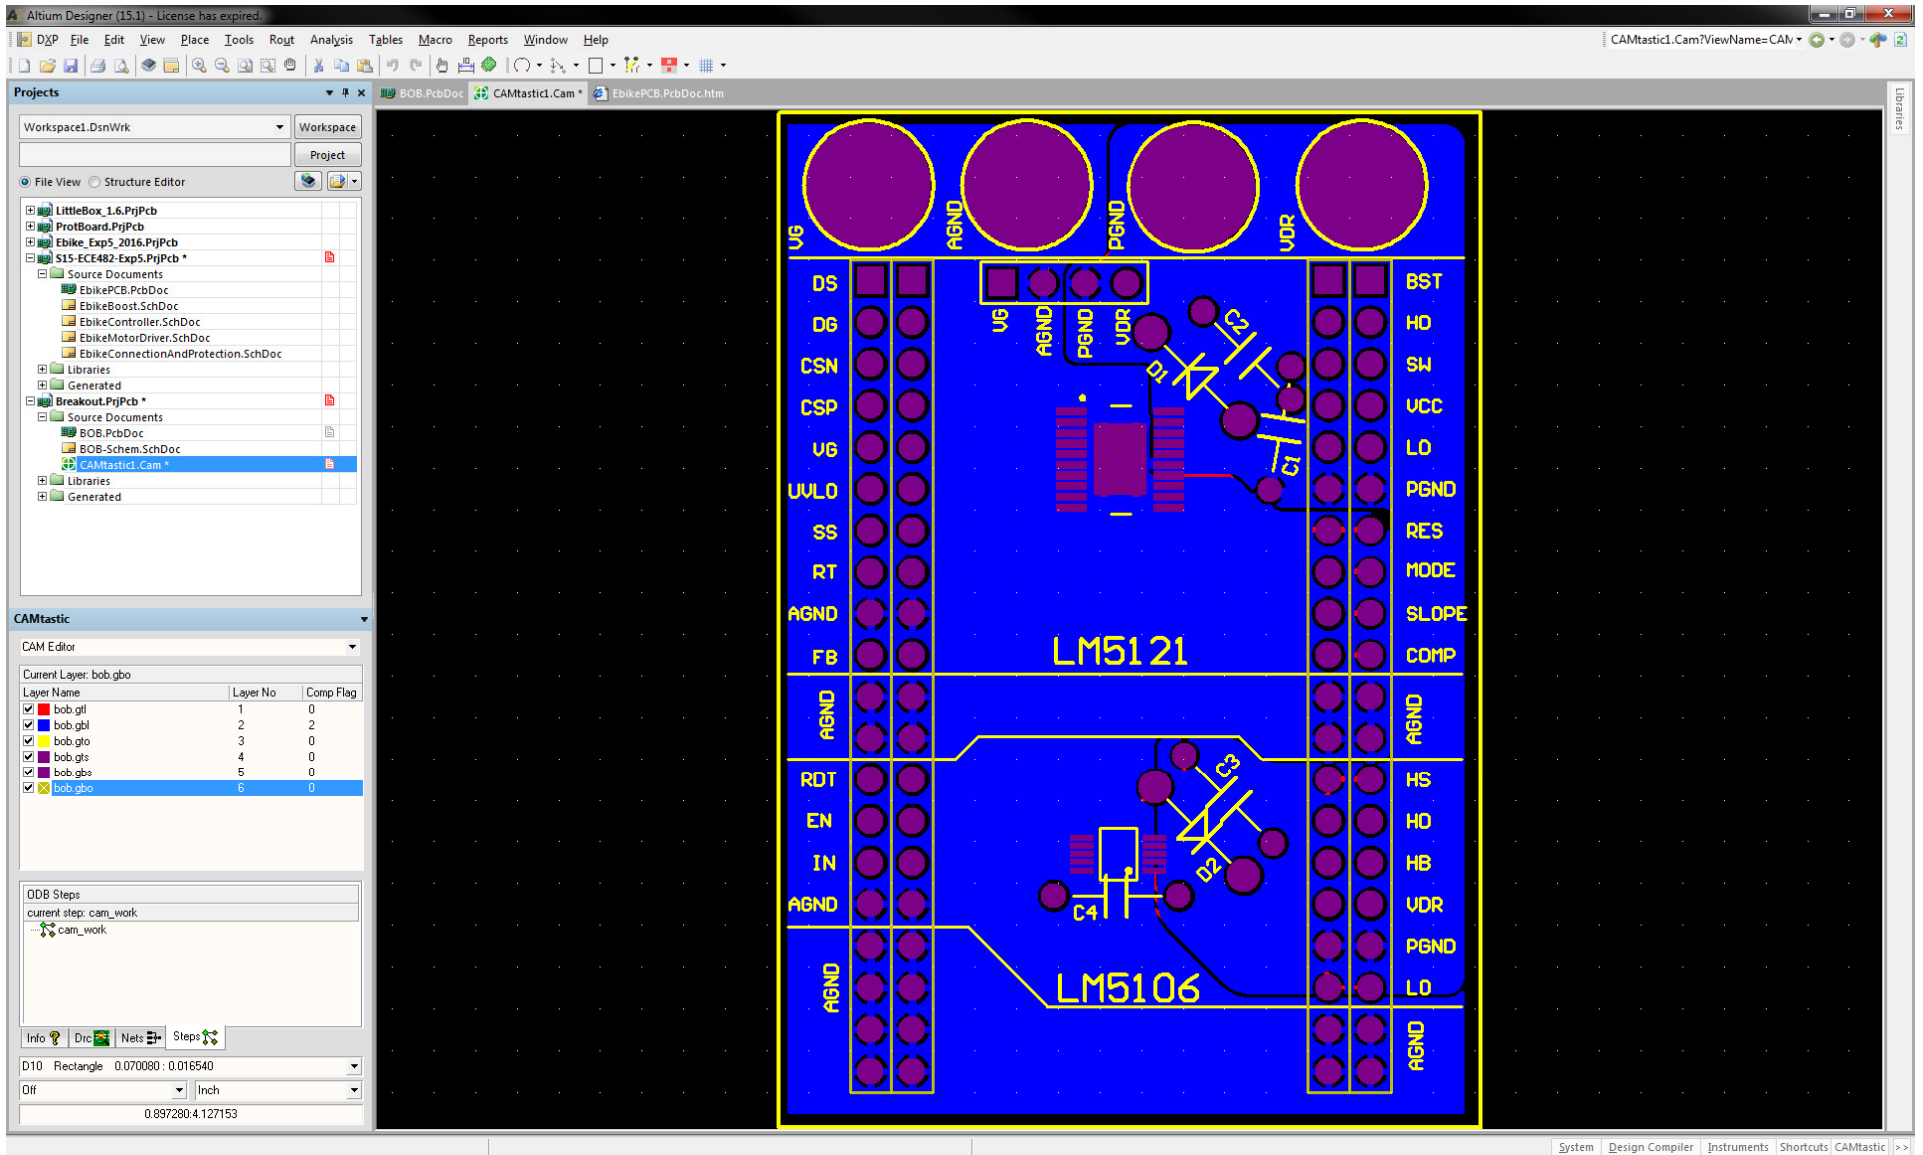 Altium Designer (15.1) - License has expired.
DXP File Edit View Place Tools Rout Analysis Tables Macro Reports Window Help
CAMtastic1.Cam?ViewName=CAM
Projects
BOB.PcbDoc CAMtastic1.Cam * EbikePCB.PcbDoc.htm
Libraries
Workspace1.DsnWrk Workspace
Project
File View Structure Editor
LittleBox_1.6.PrjPcb
ProtBoard.PrjPcb
Ebike_Exp5_2016.PrjPcb
S15-ECE482-Exp5.PrjPcb *
Source Documents
EbikePCB.PcbDoc
EbikeBoost.SchDoc
EbikeController.SchDoc
EbikeMotorDriver.SchDoc
EbikeConnectionAndProtection.SchDoc
Libraries
Generated
Breakout.PrjPcb *
Source Documents
BOB.PcbDoc
BOB-Schem.SchDoc
CAMtastic1.Cam *
Libraries
Generated
CAMtastic
CAM Editor
Current Layer: bob.gbo
Layer Name Layer No Comp Flag
bob.gtl 1 0
bob.gbl 2 2
bob.gto 3 0
bob.gts 4 0
bob.gbs 5 0
bob.gbo 6 0
ODB Steps
current step: cam_work
cam_work
Info Drc Nets Steps
D10 Rectangle 0.070080 : 0.016540
Off Inch
0.897280:4.127153
VG AGND PGND VDR
DS
DG
CSN
CSP
VG
UVLO
SS
RT
AGND
FB
AGND
RDT
EN
IN
AGND
AGND
VG AGND PGND VDR
C2
D1
C1
LM5121
C3
D2
C4
LM5106
BST
HO
SW
VCC
LO
PGND
RES
MODE
SLOPE
COMP
AGND
HS
HO
HB
VDR
PGND
LO
AGND
System Design Compiler Instruments Shortcuts CAMtastic >>